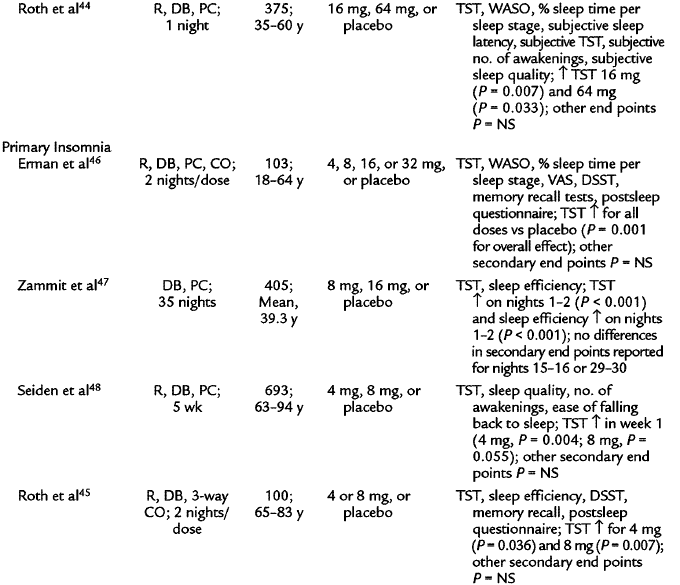 Roth et al44 R, DB, PC; 375; 16 mg, 64 mg, or TST, WASO, % sleep time per
1 night 35–60 y placebo sleep stage, subjective sleep
latency, subjective TST, subjective
no. of awakenings, subjective
sleep quality; ↑ TST 16 mg
(P = 0.007) and 64 mg
(P = 0.033); other end points
P = NS
Primary Insomnia
Erman et al46 R, DB, PC, CO; 103; 4, 8, 16, or 32 mg, TST, WASO, % sleep time per
2 nights/dose 18–64 y or placebo sleep stage, VAS, DSST,
memory recall tests, postsleep
questionnaire; TST ↑ for all
doses vs placebo (P = 0.001
for overall effect); other
secondary end points P = NS
Zammit et al47 DB, PC; 405; 8 mg, 16 mg, or TST, sleep efficiency; TST
35 nights Mean, placebo ↑ on nights 1–2 (P < 0.001)
39.3 y and sleep efficiency ↑ on nights
1–2 (P < 0.001); no differences
in secondary end points reported
for nights 15–16 or 29–30
Seiden et al48 R, DB, PC; 693; 4 mg, 8 mg, or TST, sleep quality, no. of
5 wk 63–94 y placebo awakenings, ease of falling
back to sleep; TST ↑ in week 1
(4 mg, P = 0.004; 8 mg, P =
0.055); other secondary end
points P = NS
Roth et al45 R, DB, 3-way 100; 4 or 8 mg, or TST, sleep efficiency, DSST,
CO; 2 nights/ 65–83 y placebo memory recall, postsleep
dose questionnaire; TST ↑ for 4 mg
(P = 0.036) and 8 mg (P = 0.007);
other secondary end points
P = NS